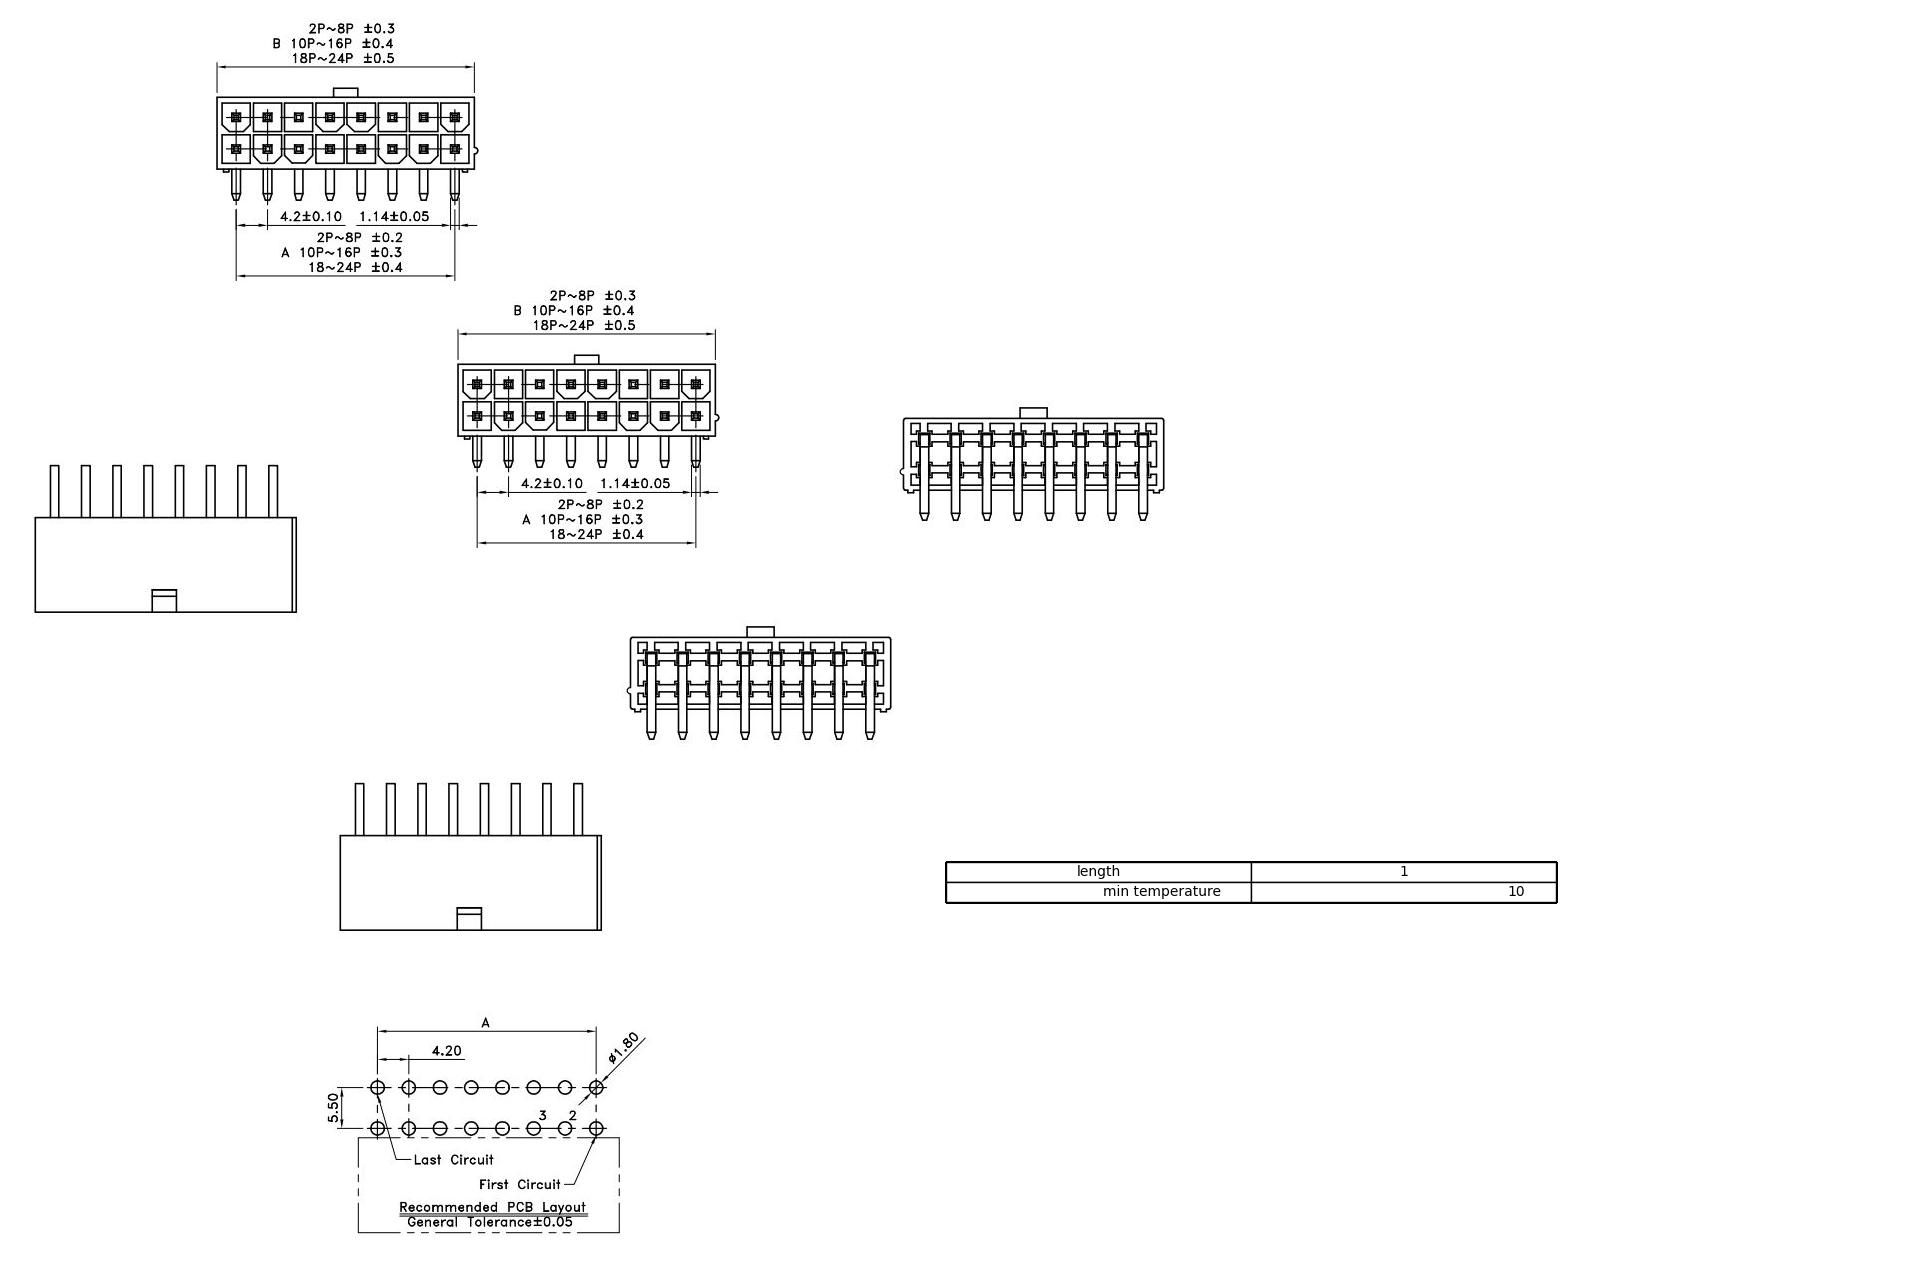 2P~8P ±0.3
B 10P~16P ±0.4
18P~24P ±0.5
4.2±0.10 1.14±0.05
2P~8P ±0.2
A 10P~16P ±0.3
18~24P ±0.4
2P~8P ±0.3
B 10P~16P ±0.4
18P~24P ±0.5
4.2±0.10 1.14±0.05
2P~8P ±0.2
A 10P~16P ±0.3
18~24P ±0.4
length 1
min temperature 10
A
4.20
ø1.80
5.50
3 2
Last Circuit
First Circuit
Recommended PCB Layout
General Tolerance±0.05